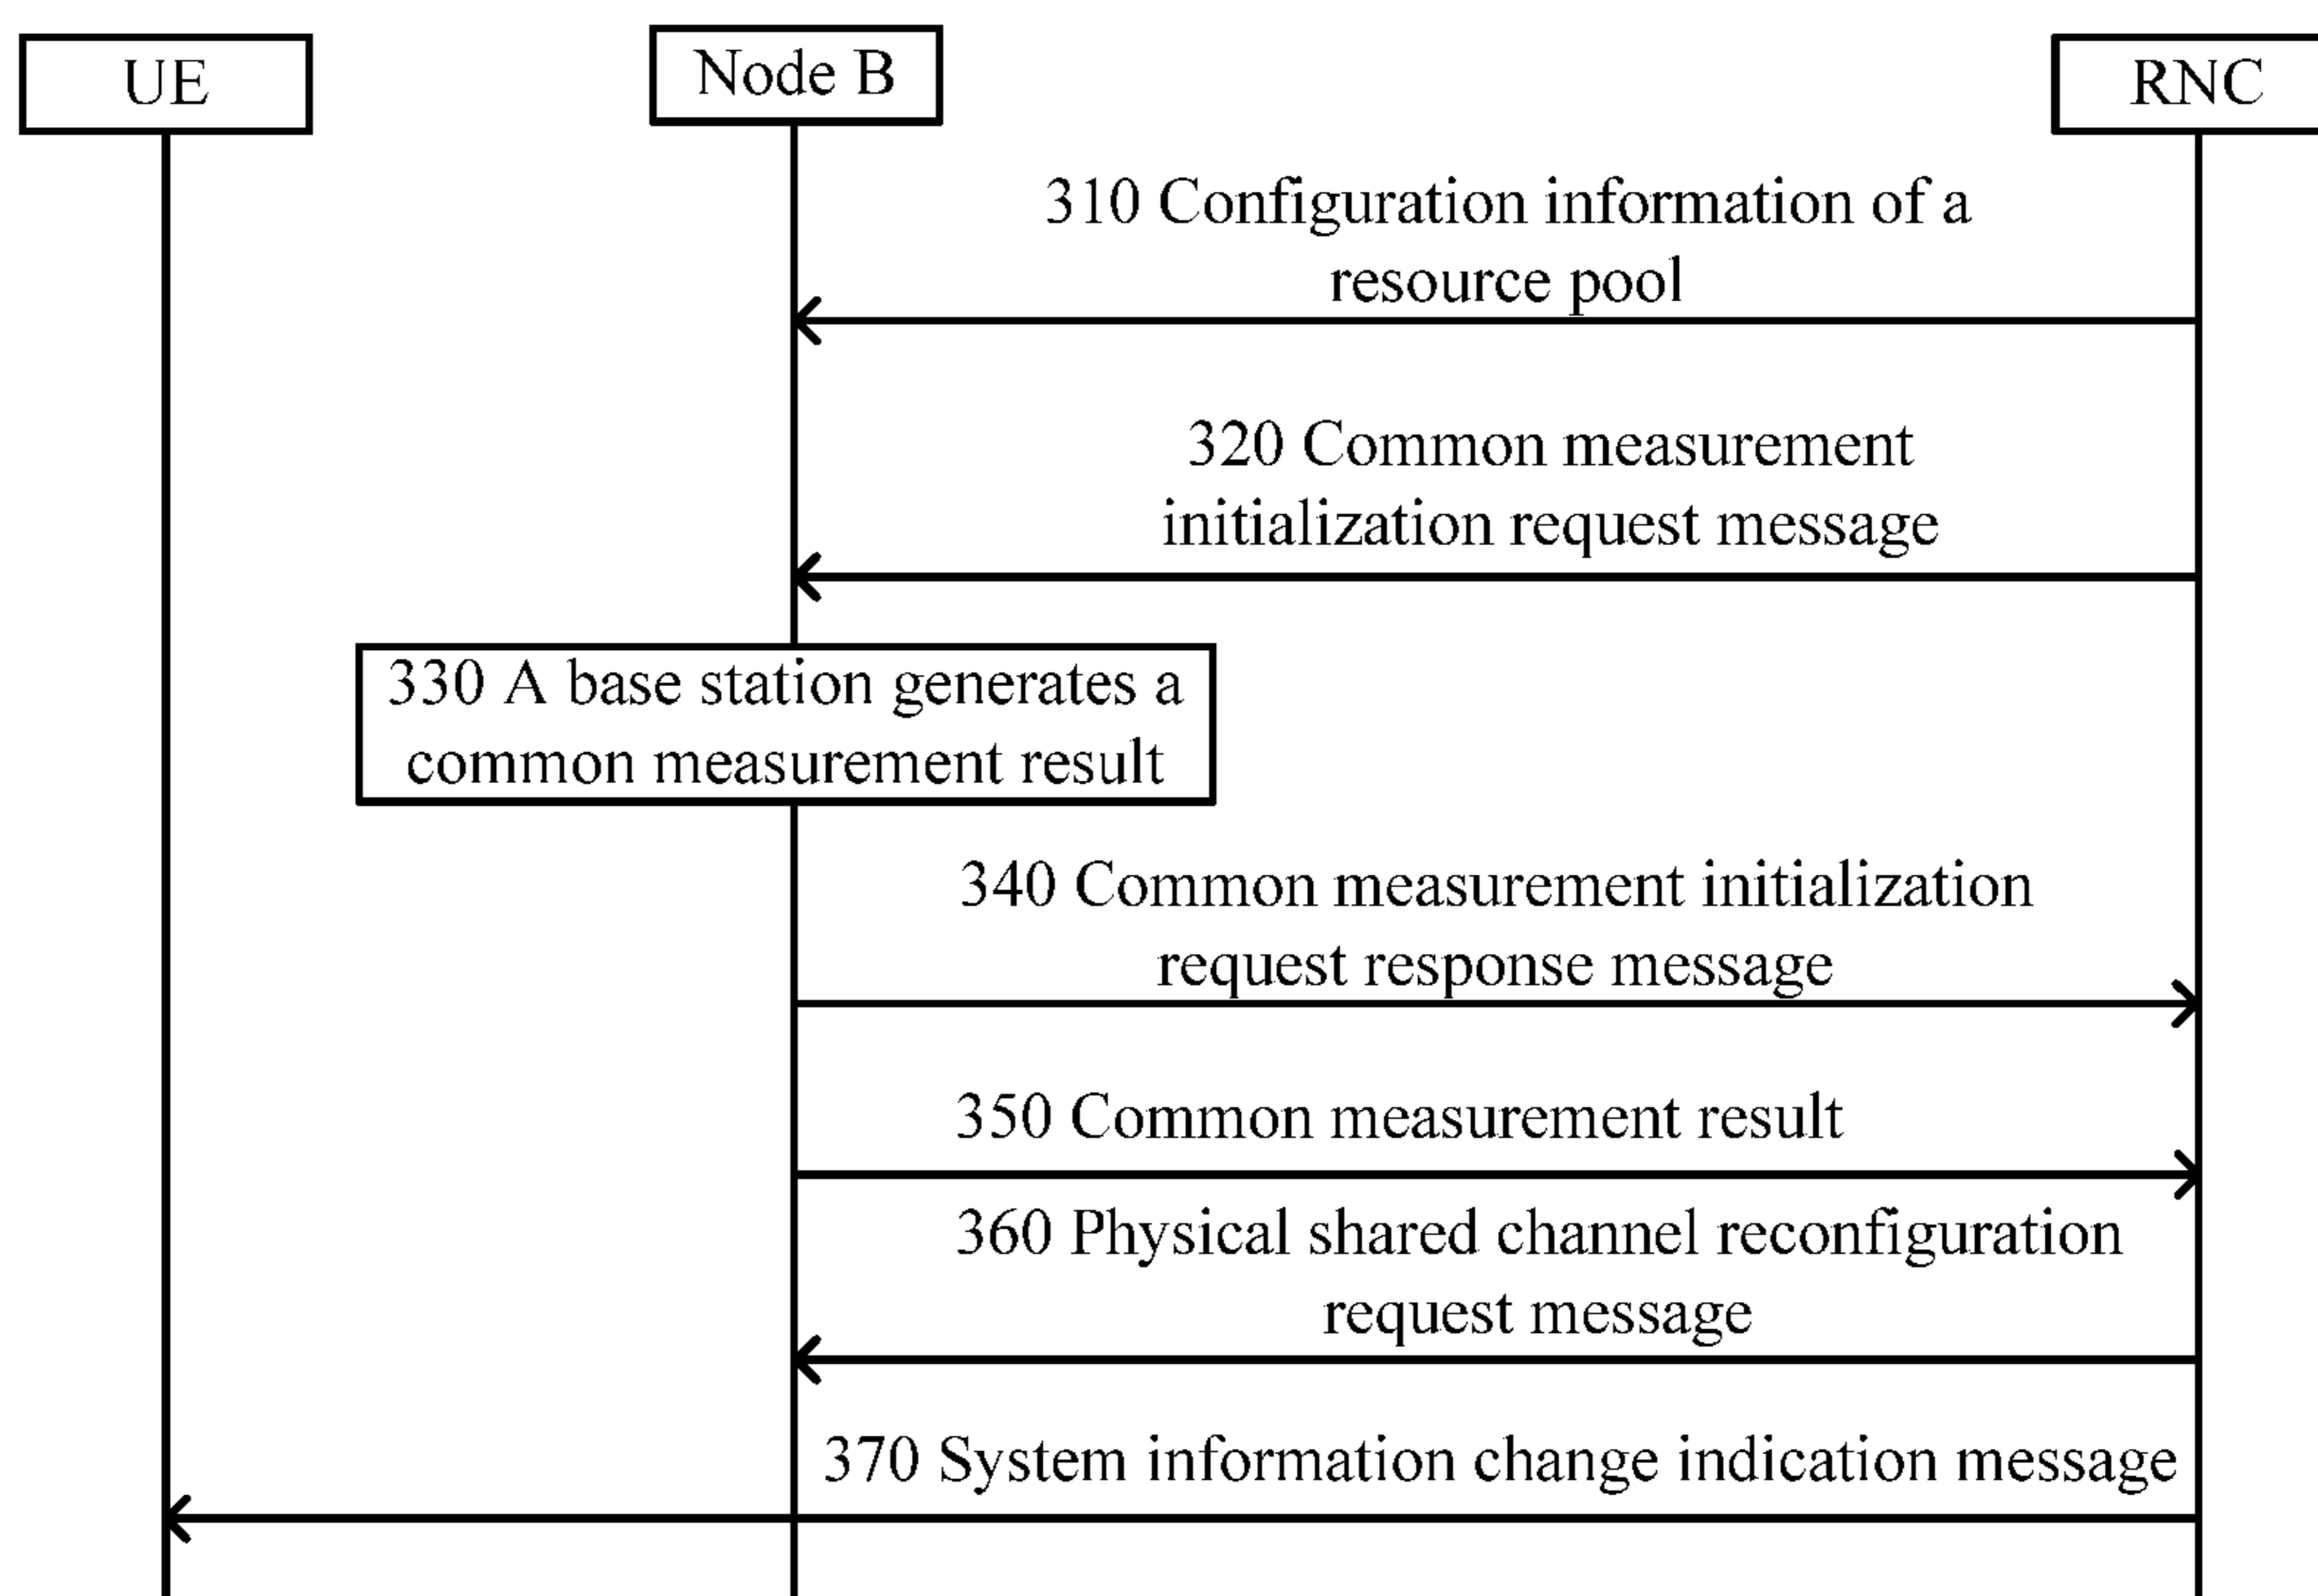 UE
Node B
RNC
310 Configuration information of a
resource pool
320 Common measurement
initialization request message
330 A base station generates a
common measurement result
340 Common measurement initialization
request response message
350 Common measurement result
360 Physical shared channel reconfiguration
request message
370 System information change indication message